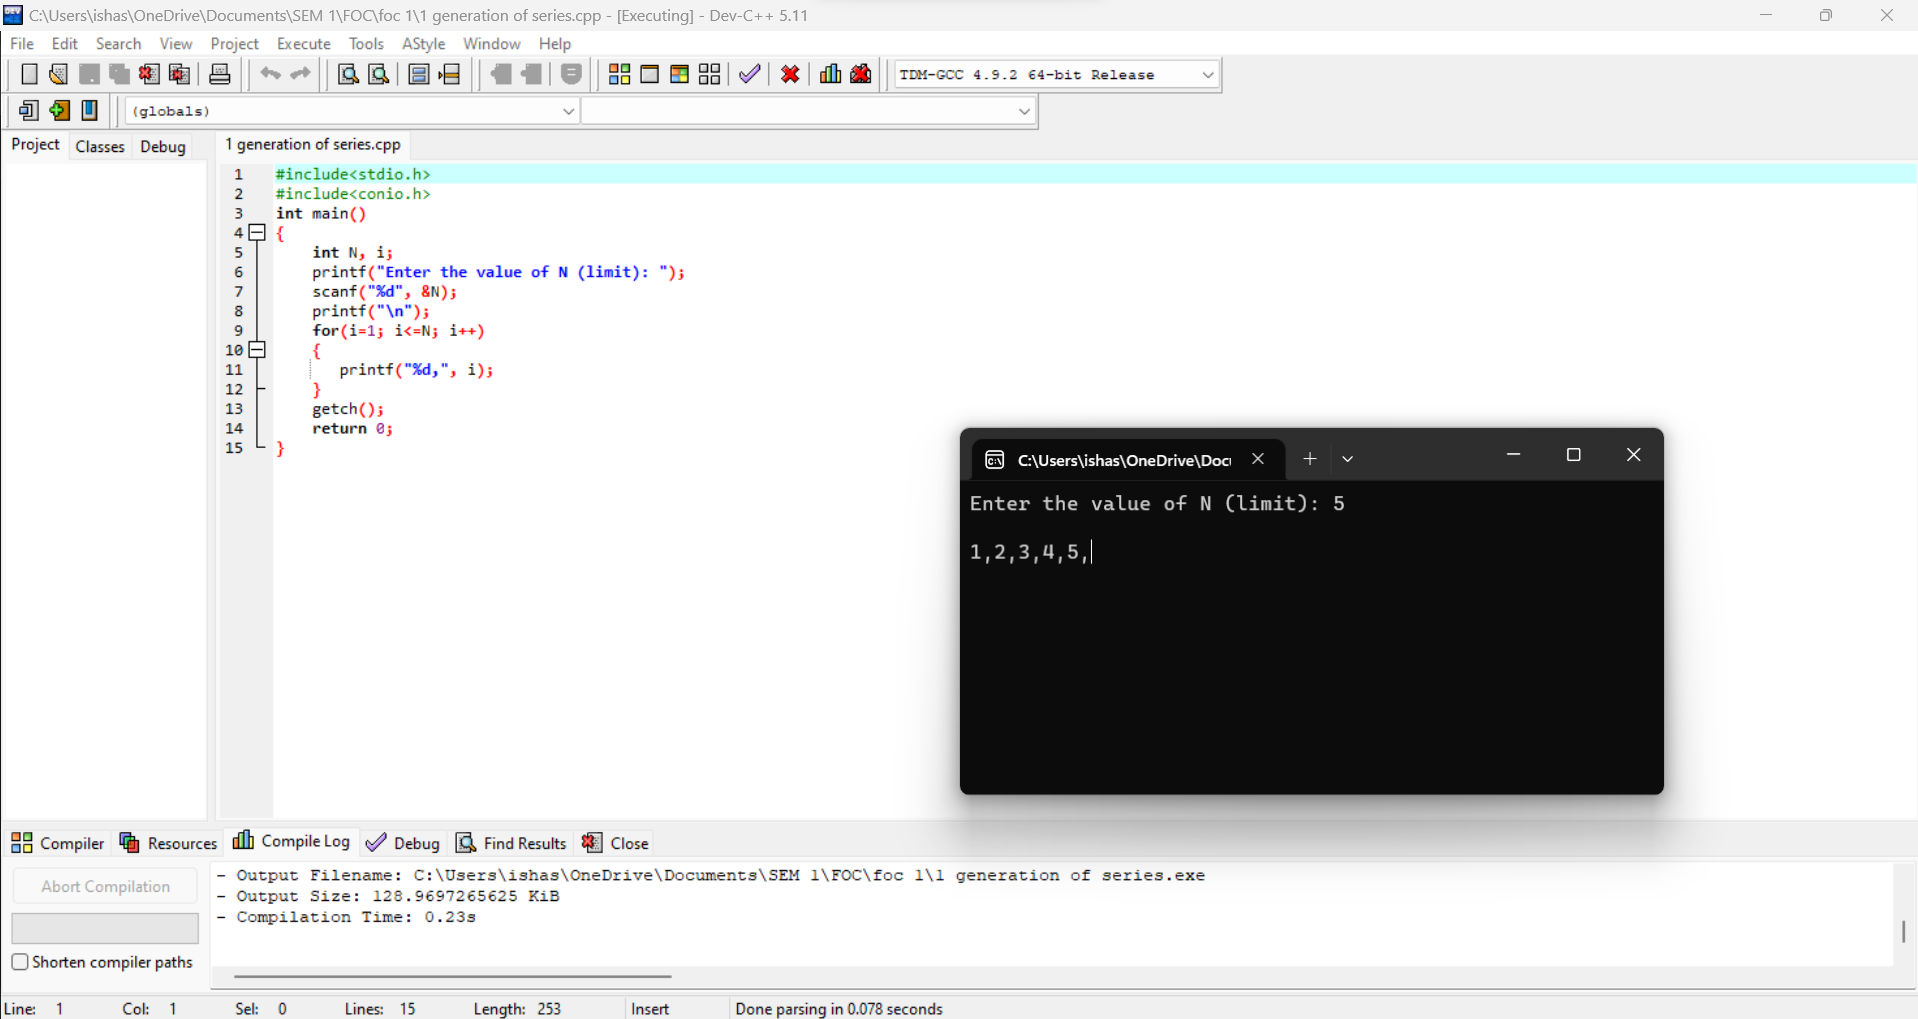 C:\Users\ishas\OneDrive\Documents\SEM 1\FOC\foc 1\1 generation of series.cpp - [Executing] - Dev-C++ 5.11
File Edit Search View Project Execute Tools AStyle Window Help
TDM-GCC 4.9.2 64-bit Release
(globals)
Project Classes Debug
1 generation of series.cpp
1 #include<stdio.h>
2 #include<conio.h>
3 int main()
4 {
5 int N, i;
6 printf("Enter the value of N (limit): ");
7 scanf("%d", &N);
8 printf("\n");
9 for(i=1; i<=N; i++)
10 {
11 printf("%d,", i);
12 }
13 getch();
14 return 0;
15 }
C:\Users\ishas\OneDrive\Docu
Enter the value of N (limit): 5
1,2,3,4,5,
Compiler Resources Compile Log Debug Find Results Close
Abort Compilation
Shorten compiler paths
- Output Filename: C:\Users\ishas\OneDrive\Documents\SEM 1\FOC\foc 1\1 generation of series.exe
- Output Size: 128.9697265625 KiB
- Compilation Time: 0.23s
Line: 1 Col: 1 Sel: 0 Lines: 15 Length: 253 Insert Done parsing in 0.078 seconds